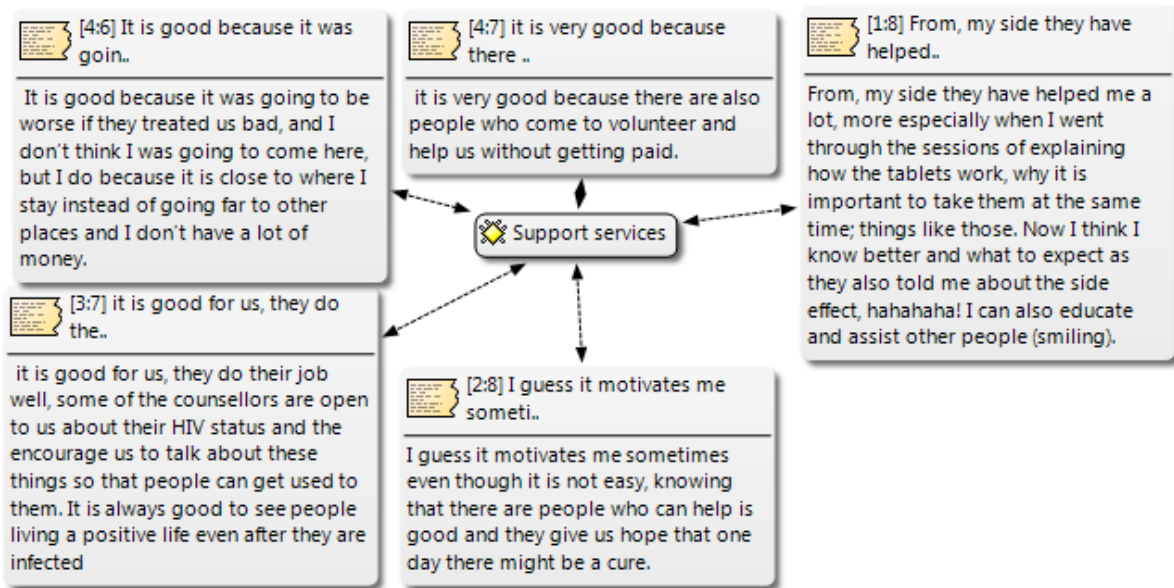 [4:6] It is good because it was
goin..
It is good because it was going to be
worse if they treated us bad, and I
don't think I was going to come here,
but I do because it is close to where I
stay instead of going far to other
places and I don't have a lot of
money.
[4:7] it is very good because
there ..
it is very good because there are also
people who come to volunteer and
help us without getting paid.
[1:8] From, my side they have
helped..
From, my side they have helped me a
lot, more especially when I went
through the sessions of explaining
how the tablets work, why it is
important to take them at the same
time; things like those. Now I think I
know better and what to expect as
they also told me about the side
effect, hahahaha! I can also educate
and assist other people (smiling).
Support services
[3:7] it is good for us, they do
the..
it is good for us, they do their job
well, some of the counsellors are open
to us about their HIV status and the
encourage us to talk about these
things so that people can get used to
them. It is always good to see people
living a positive life even after they are
infected
[2:8] I guess it motivates me
someti..
I guess it motivates me sometimes
even though it is not easy, knowing
that there are people who can help is
good and they give us hope that one
day there might be a cure.